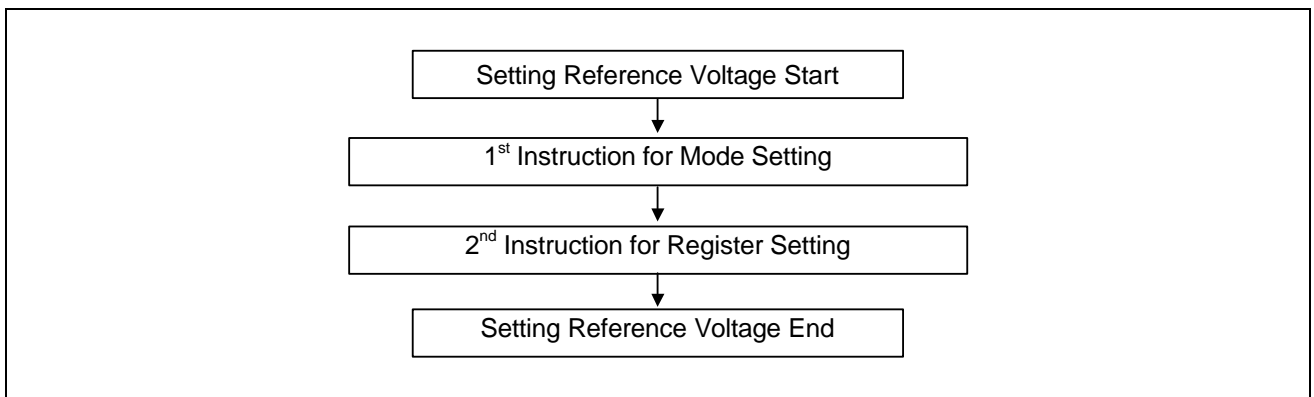 Setting Reference Voltage Start
1st Instruction for Mode Setting
2nd Instruction for Register Setting
Setting Reference Voltage End